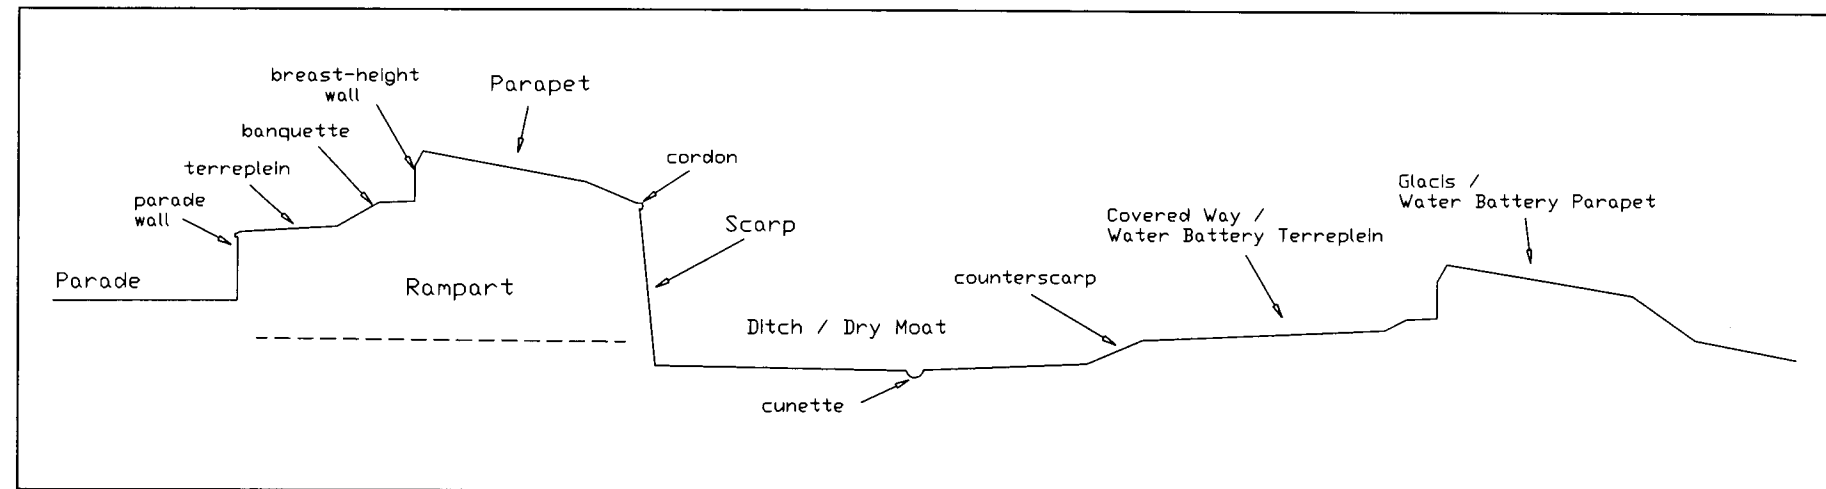 breast-height
wall
Parapet
banquette
terreplein
cordon
parade
wall
Glacis /
Water Battery Parapet
Scarp
Covered Way /
Water Battery Terreplein
Parade
Rampart
counterscarp
Ditch / Dry Moat
cunette